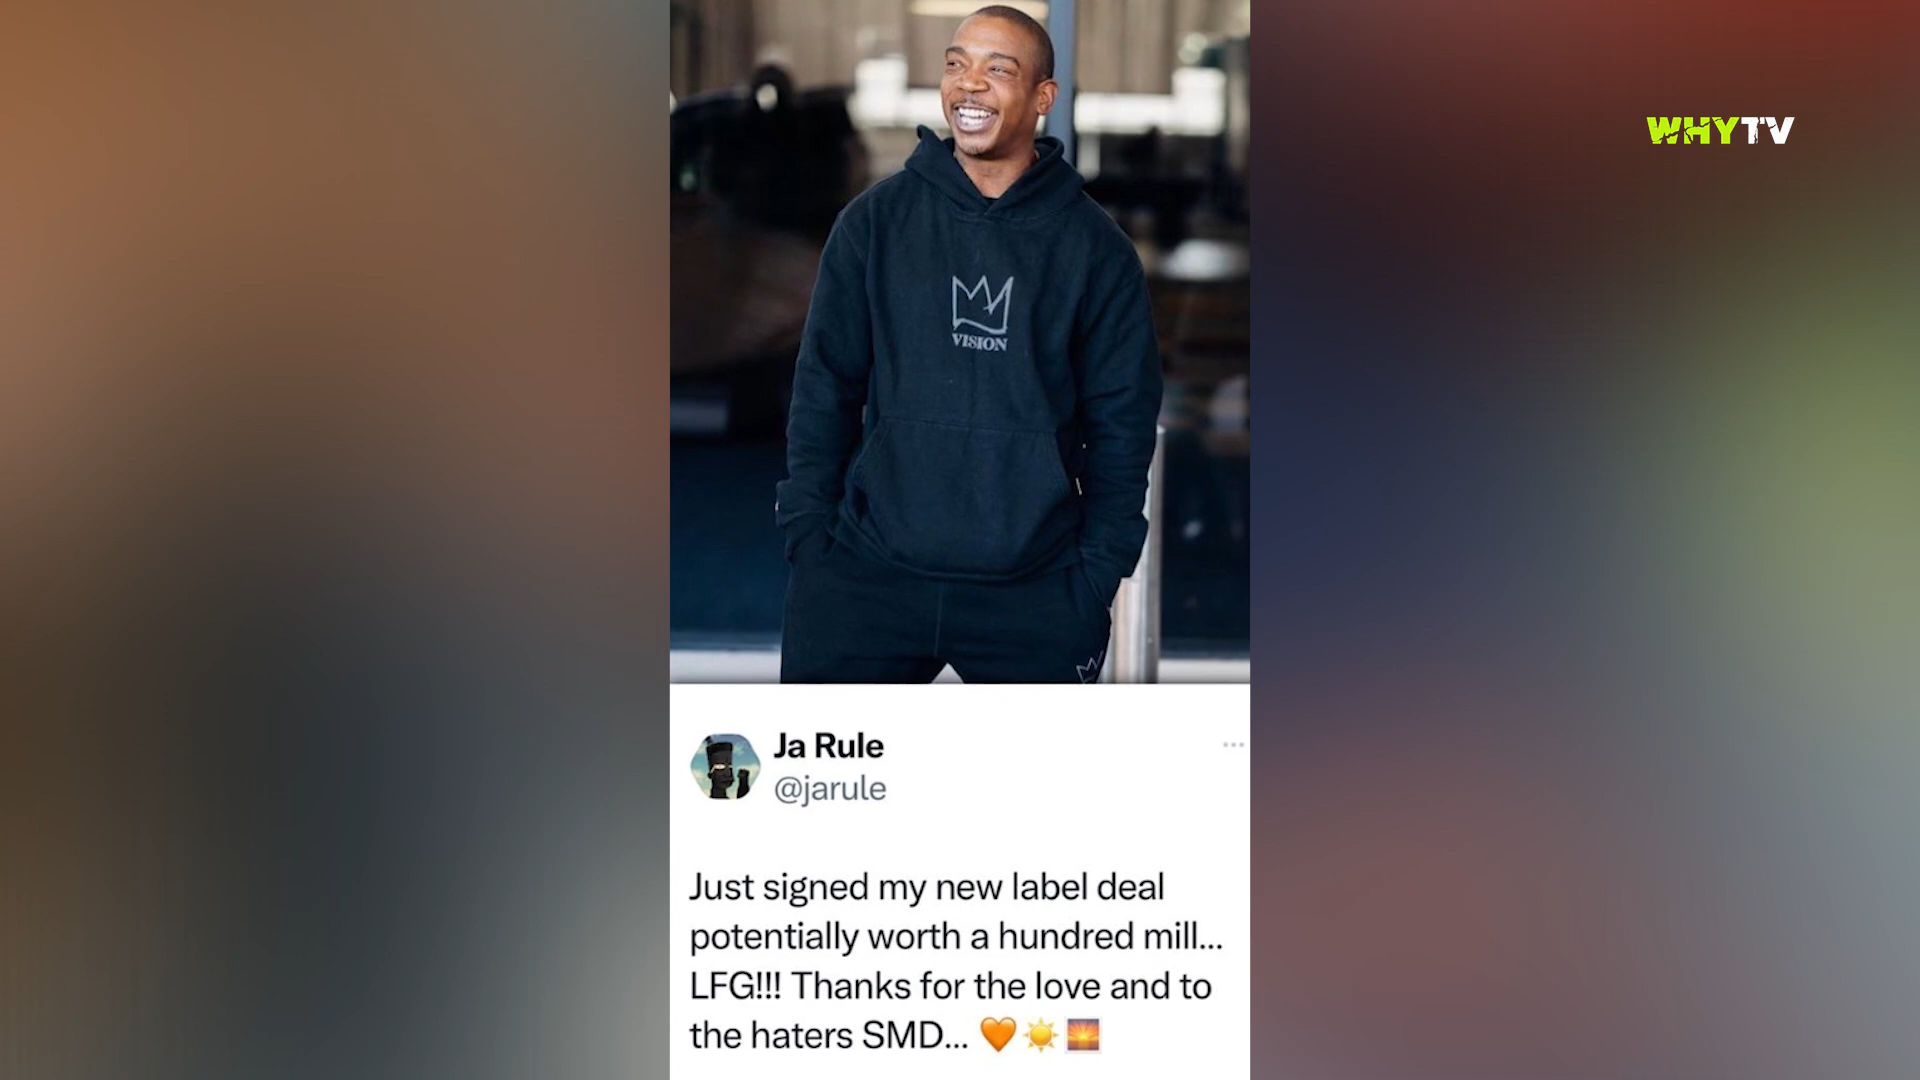 WHYTV
VISION
Ja Rule
@jarule
Just signed my new label deal
potentially worth a hundred mill...
LFG!!! Thanks for the love and to
the haters SMD... 🧡☀️🌅